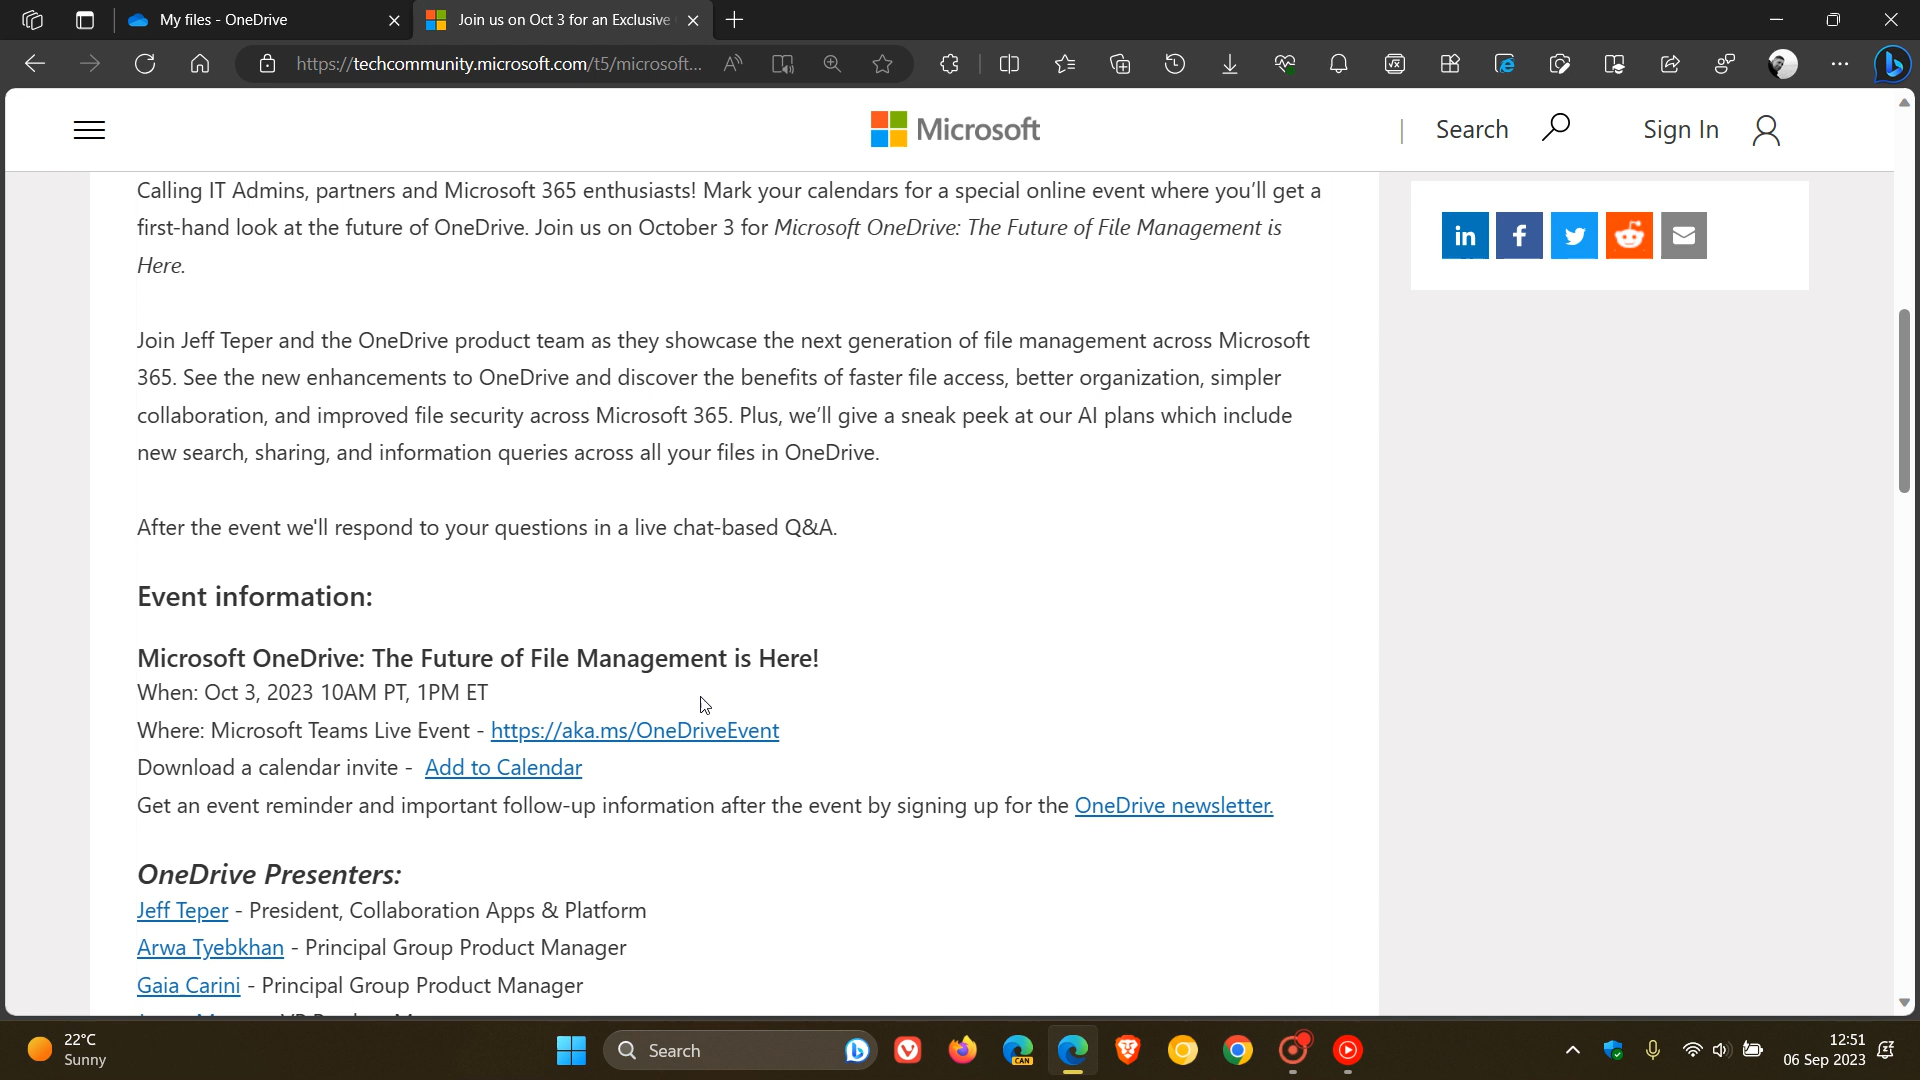 My files - OneDrive
Join us on Oct 3 for an Exclusive
https://techcommunity.microsoft.com/t5/microsoft...
Microsoft
Search
Sign In
Calling IT Admins, partners and Microsoft 365 enthusiasts! Mark your calendars for a special online event where you'll get a
first-hand look at the future of OneDrive. Join us on October 3 for Microsoft OneDrive: The Future of File Management is
Here.
Join Jeff Teper and the OneDrive product team as they showcase the next generation of file management across Microsoft
365. See the new enhancements to OneDrive and discover the benefits of faster file access, better organization, simpler
collaboration, and improved file security across Microsoft 365. Plus, we'll give a sneak peek at our AI plans which include
new search, sharing, and information queries across all your files in OneDrive.
After the event we'll respond to your questions in a live chat-based Q&A.
Event information:
Microsoft OneDrive: The Future of File Management is Here!
When: Oct 3, 2023 10AM PT, 1PM ET
Where: Microsoft Teams Live Event - https://aka.ms/OneDriveEvent
Download a calendar invite - Add to Calendar
Get an event reminder and important follow-up information after the event by signing up for the OneDrive newsletter.
OneDrive Presenters:
Jeff Teper - President, Collaboration Apps & Platform
Arwa Tyebkhan - Principal Group Product Manager
Gaia Carini - Principal Group Product Manager
22°C
Sunny
Search
CAN
12:51
06 Sep 2023